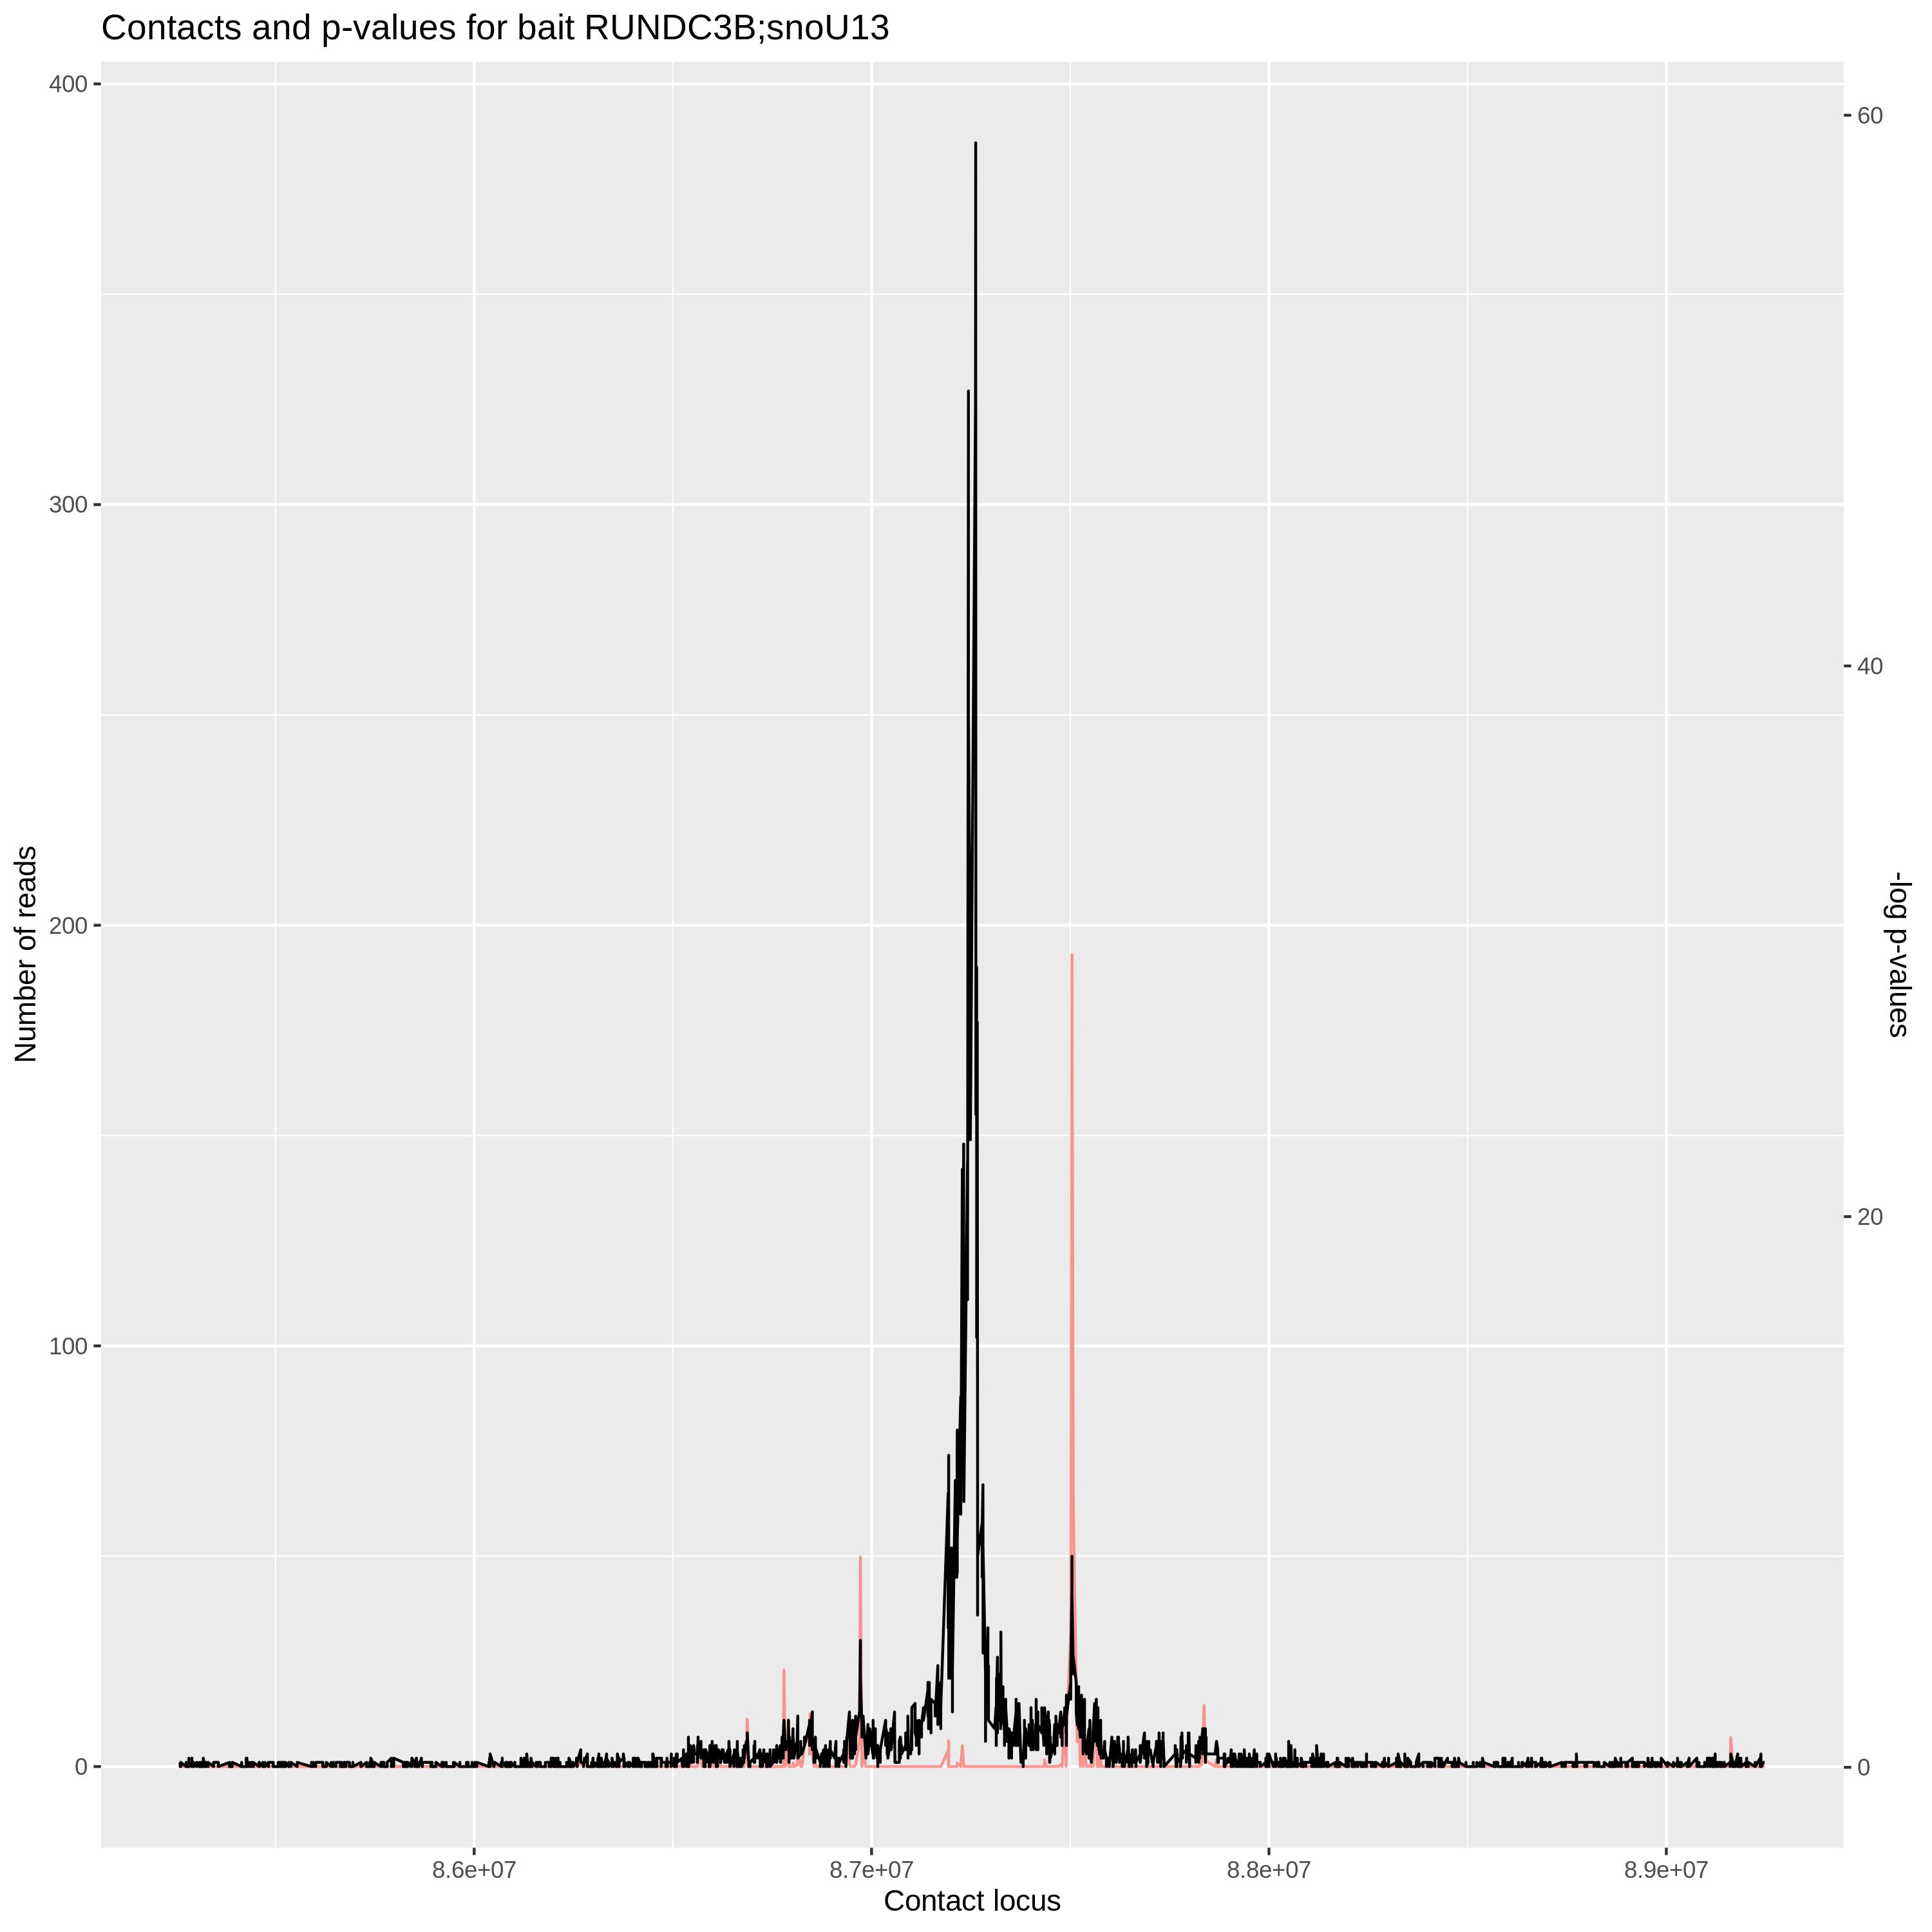 Contacts and p-values for bait RUNDC3B;snoU13
400
300
200
100
0
Number of reads
60
40
20
0
-log p-values
8.6e+07
8.7e+07
8.8e+07
8.9e+07
Contact locus